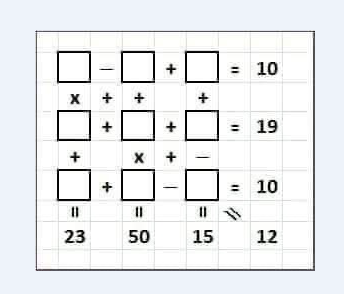 □ − □ + □ = 10
x + + +
□ + □ + □ = 19
+ x + −
□ + □ − □ = 10
= = = =
23 50 15 12